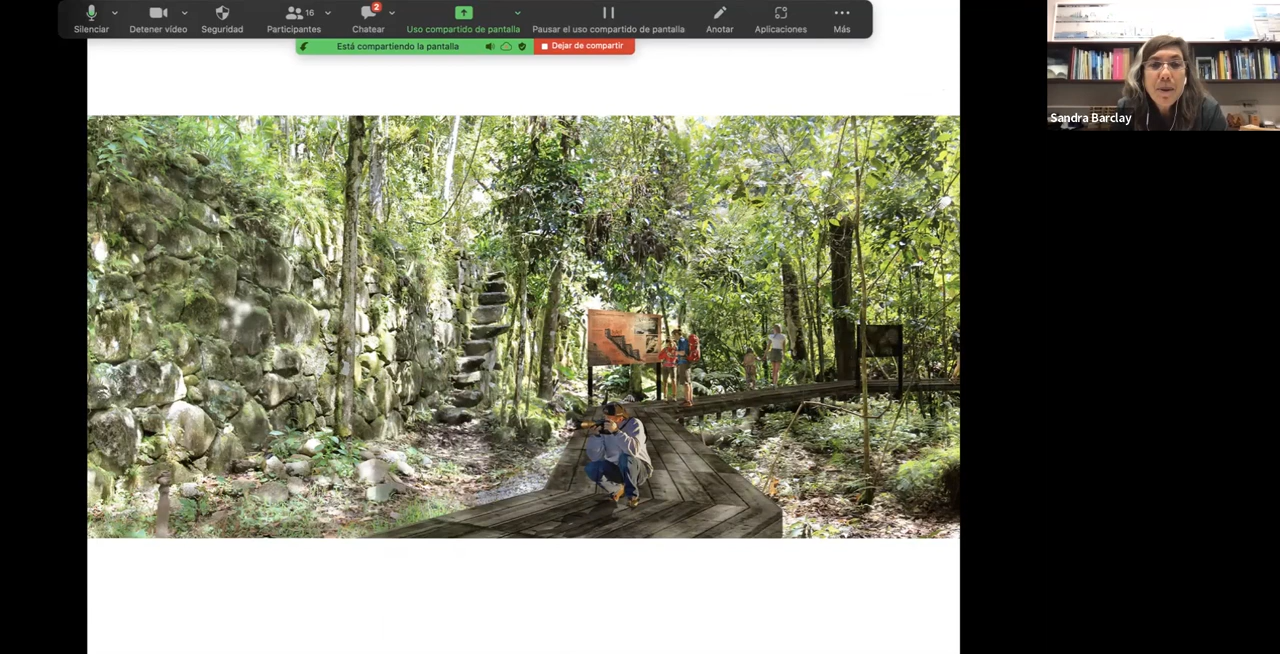 Silenciar
Detener vídeo
Seguridad
16
Participantes
2
Chatear
Uso compartido de pantalla
Pausar el uso compartido de pantalla
Anotar
Aplicaciones
Más
Está compartiendo la pantalla
Dejar de compartir
Sandra Barclay